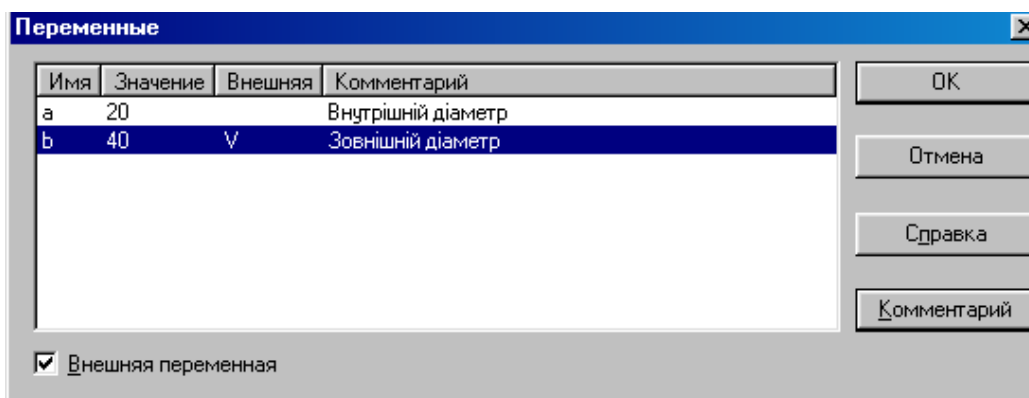 Переменные
Имя Значение Внешняя Комментарий
a 20 Внутрішній діаметр
b 40 V Зовнішній діаметр
OK
Отмена
Справка
Комментарий
Внешняя переменная